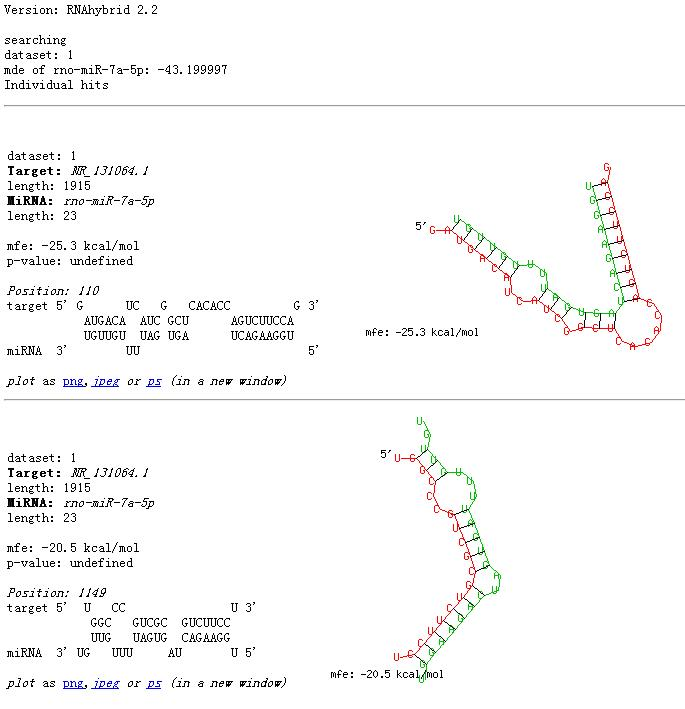 Version: RNAhybrid 2.2
searching
dataset: 1
mde of rno-miR-7a-5p: -43.199997
Individual hits
dataset: 1
Target: NR_131064.1
length: 1915
MiRNA: rno-miR-7a-5p
length: 23
mfe: -25.3 kcal/mol
p-value: undefined
Position: 110
target 5' G      UC   G   CACACC         G 3'
           AUGACA  AUC GCU      AGUCUUCCA
           UGUUGU  UAG UGA      UCAGAAGGU
miRNA  3'        UU                        5'
plot as png, jpeg or ps (in a new window)
5'
mfe: -25.3 kcal/mol
dataset: 1
Target: NR_131064.1
length: 1915
MiRNA: rno-miR-7a-5p
length: 23
mfe: -20.5 kcal/mol
p-value: undefined
Position: 1149
target 5'  U   CC               U 3'
            GGC   GUCGC  GUCUUCC
            UUG   UAGUG  CAGAAGG
miRNA  3' UG   UUU     AU       U 5'
plot as png, jpeg or ps (in a new window)
5'
mfe: -20.5 kcal/mol